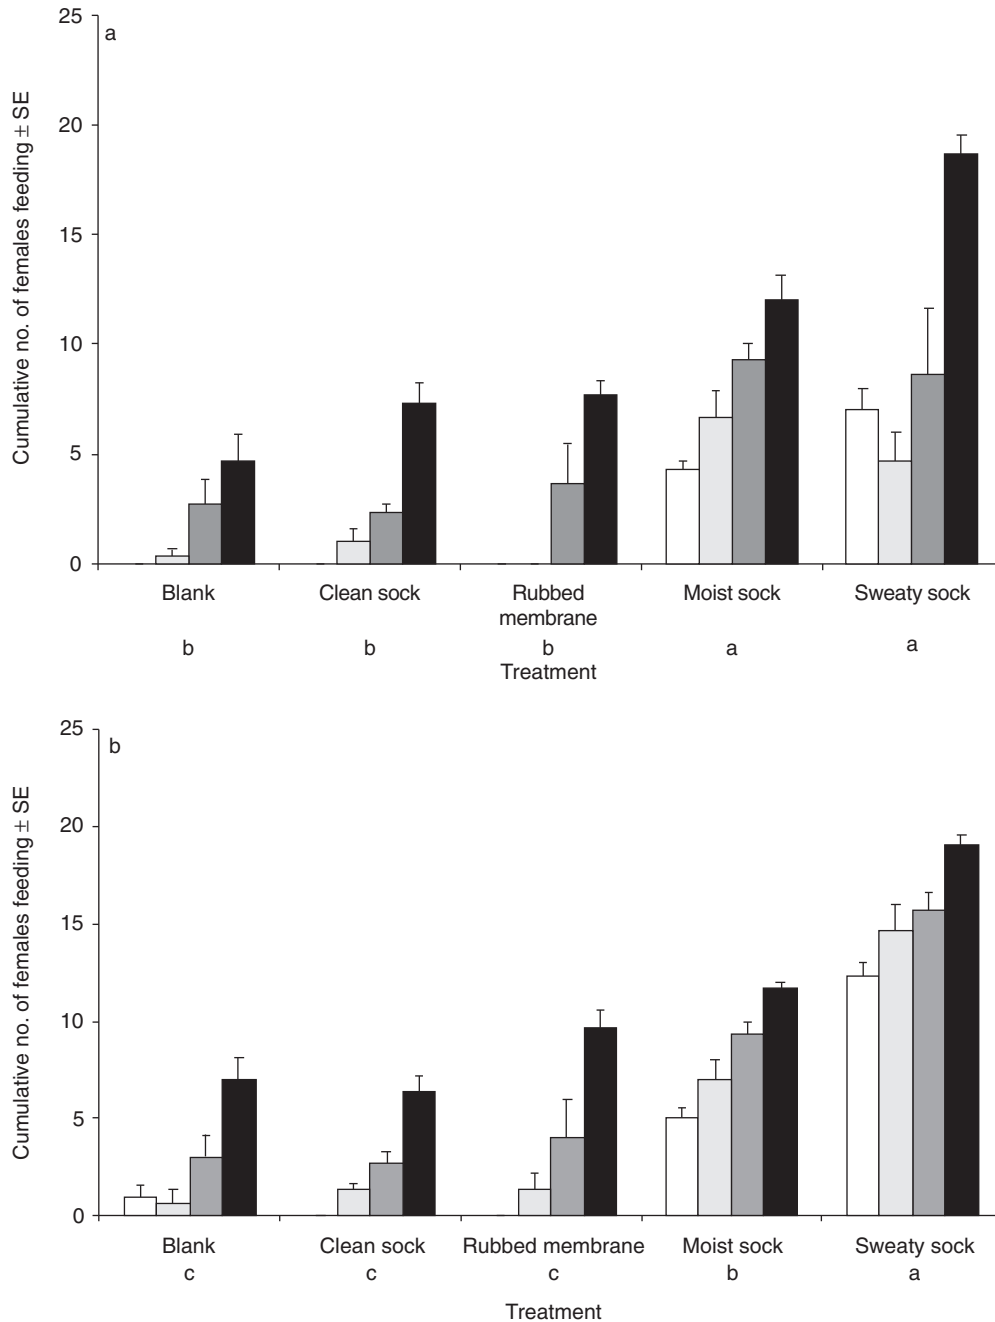 a
Cumulative no. of females feeding ± SE
25
20
15
10
5
0
Blank
Clean sock
Rubbed
membrane
Moist sock
Sweaty sock
b
b
b
a
a
Treatment
b
Cumulative no. of females feeding ± SE
25
20
15
10
5
0
Blank
Clean sock
Rubbed membrane
Moist sock
Sweaty sock
c
c
c
b
a
Treatment